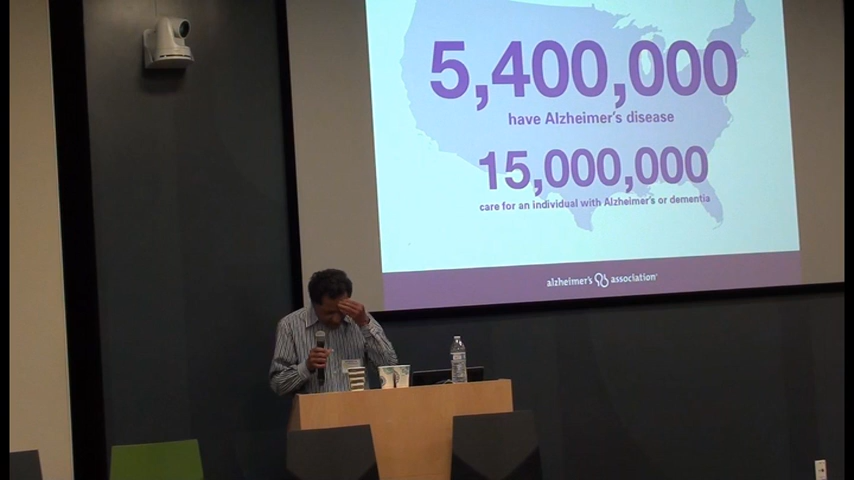 5,400,000
have Alzheimer's disease
15,000,000
care for an individual with Alzheimer's or dementia
alzheimer's association®